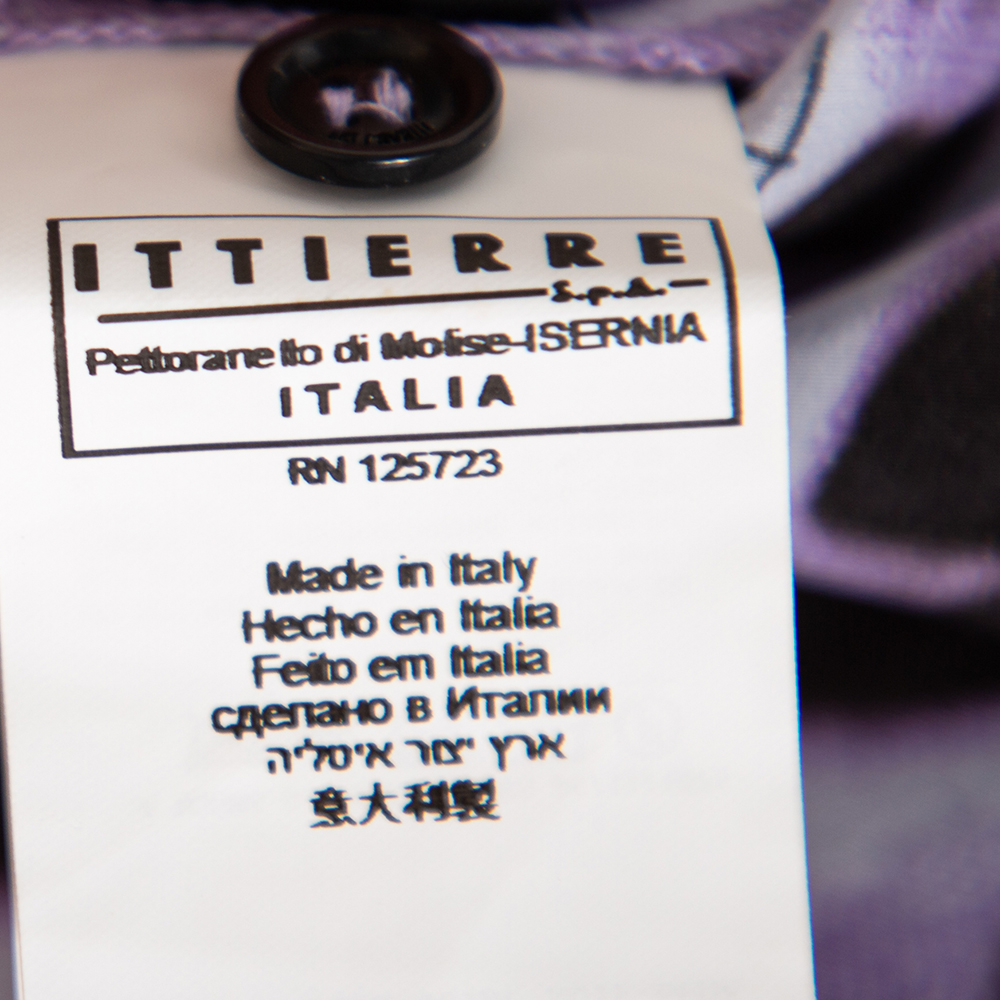 ITTIERRE
S.p.A.
Pettoranello di Molise-ISERNIA
ITALIA
RN 125723
Made in Italy
Hecho en Italia
Feito em Italia
сделано в Италии
ארץ יצור איטליה
意大利製